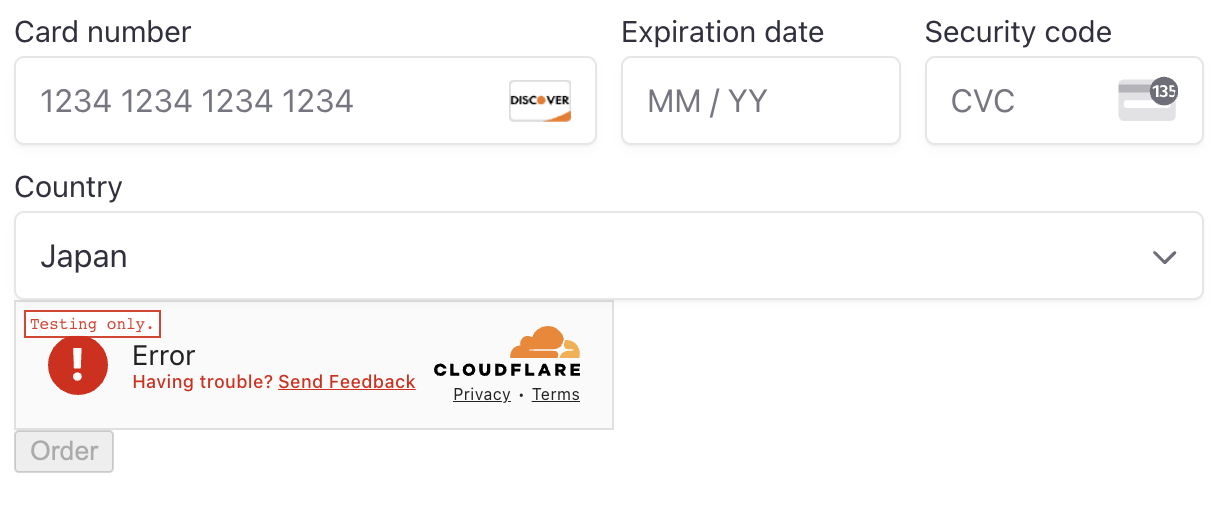 Card number
Expiration date
Security code
1234 1234 1234 1234
DISCOVER
MM / YY
CVC
135
Country
Japan
Testing only.
!
Error
Having trouble? Send Feedback
CLOUDFLARE
Privacy • Terms
Order